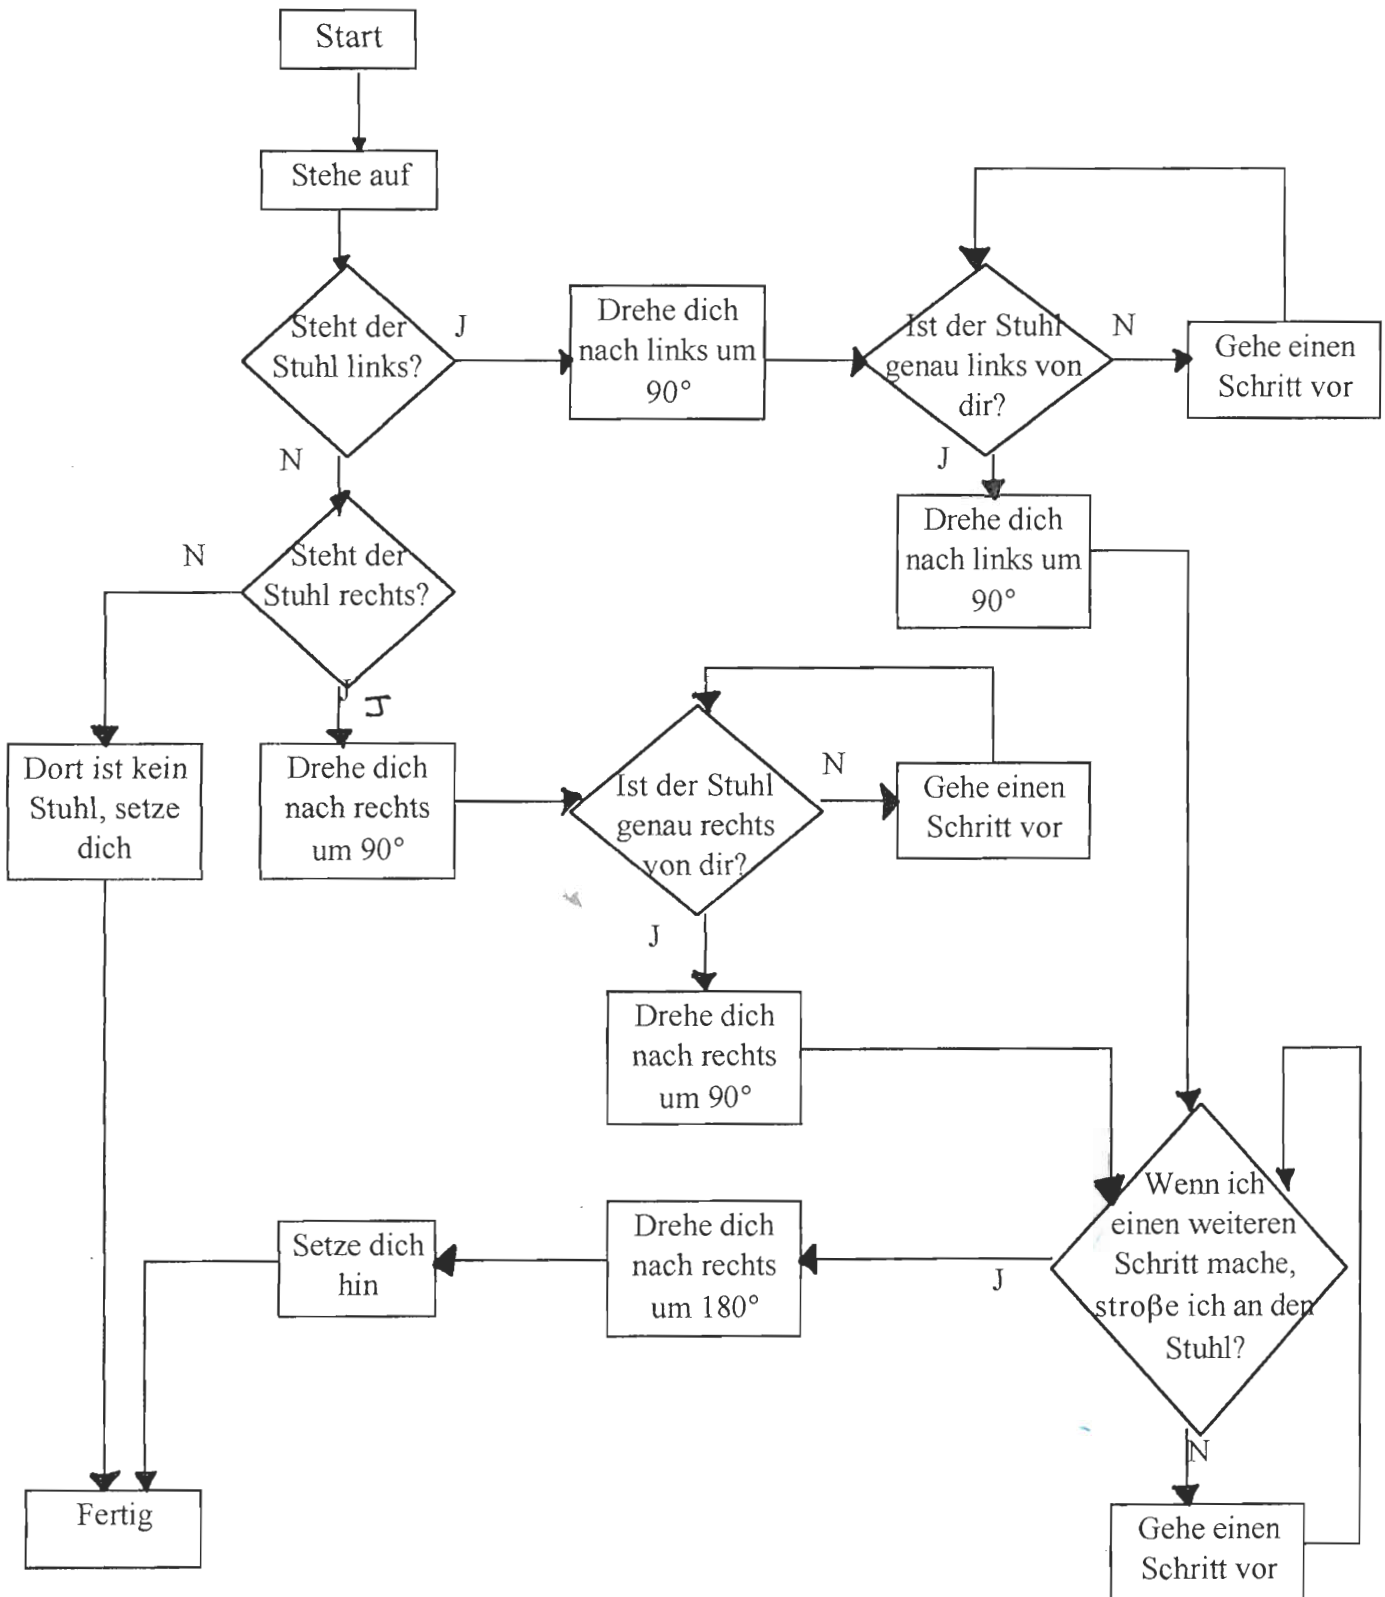 Start
Stehe auf
Steht der
Stuhl links?
J
N
Drehe dich
nach links um
90°
Ist der Stuhl
genau links von
dir?
N
J
Gehe einen
Schritt vor
Drehe dich
nach links um
90°
Steht der
Stuhl rechts?
N
J
J
Dort ist kein
Stuhl, setze
dich
Drehe dich
nach rechts
um 90°
Ist der Stuhl
genau rechts
von dir?
N
J
Gehe einen
Schritt vor
Drehe dich
nach rechts
um 90°
Wenn ich
einen weiteren
Schritt mache,
stroße ich an den
Stuhl?
J
N
Drehe dich
nach rechts
um 180°
Setze dich
hin
Fertig
Gehe einen
Schritt vor